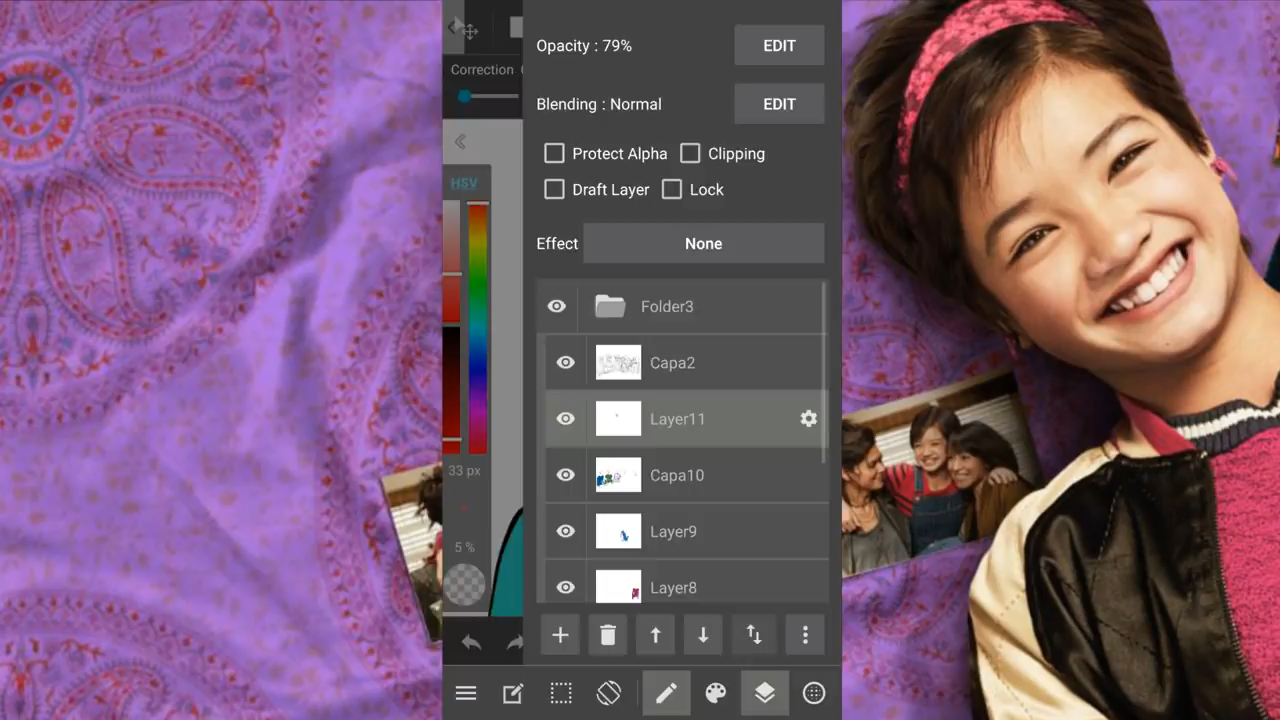 Opacity : 79%
EDIT
Correction
Blending : Normal
EDIT
Protect Alpha
Clipping
HSV
Draft Layer
Lock
Effect
None
Folder3
Capa2
Layer11
33 px
Capa10
Layer9
5 %
Layer8